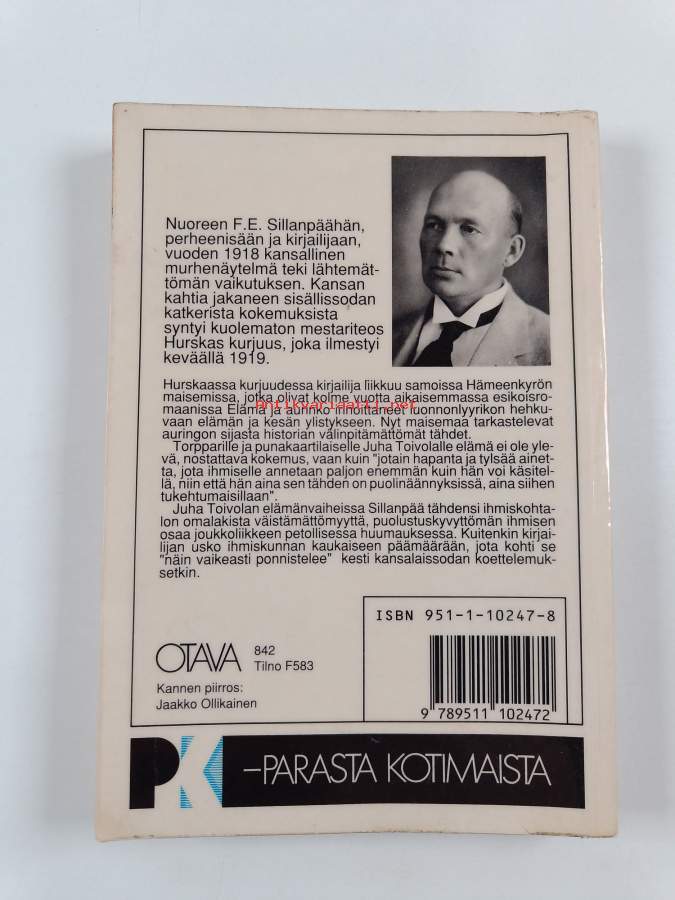 Nuoreen F.E. Sillanpäähän,
perheenisään ja kirjailijaan,
vuoden 1918 kansallinen
murhenäytelmä teki lähtemät-
tömän vaikutuksen. Kansan
kahtia jakaneen sisällissodan
katkerista kokemuksista
syntyi kuolematon mestariteos
Hurskas kurjuus, joka ilmestyi
keväällä 1919.
Hurskaassa kurjuudessa kirjailija liikkuu samoissa Hämeenkyrön
maisemissa, jotka olivat kolme vuotta aikaisemmassa esikoisro-
maanissa Elämä ja aurinko innoittaneet luonnonlyyrikon hehku-
vaan elämän ja kesän ylistykseen. Nyt maisemaa tarkastelevat
auringon sijasta historian välinpitämättömät tähdet.
Torpparille ja punakaartilaiselle Juha Toivolalle elämä ei ole yle-
vä, nostattava kokemus, vaan kuin "jotain hapanta ja tylsää ainet-
ta, jota ihmiselle annetaan paljon enemmän kuin hän voi käsitel-
lä, niin että hän aina sen tähden on puolinäännyksissä, aina siihen
tukehtumaisillaan".
Juha Toivolan elämänvaiheissa Sillanpää tähdensi ihmiskohta-
lon omalakista väistämättömyyttä, puolustuskyvyttömän ihmisen
osaa joukkoliikkeen petollisessa huumauksessa. Kuitenkin kirjai-
lijan usko ihmiskunnan kaukaiseen päämäärään, jota kohti se
"näin vaikeasti ponnistelee" kesti kansalaissodan koettelemuk-
setkin.
Antikvariaatti.net
ISBN 951-1-10247-8
9 789511 102472
OTAVA
842
Tilno F583
Kannen piirros:
Jaakko Ollikainen
PK –PARASTA KOTIMAISTA